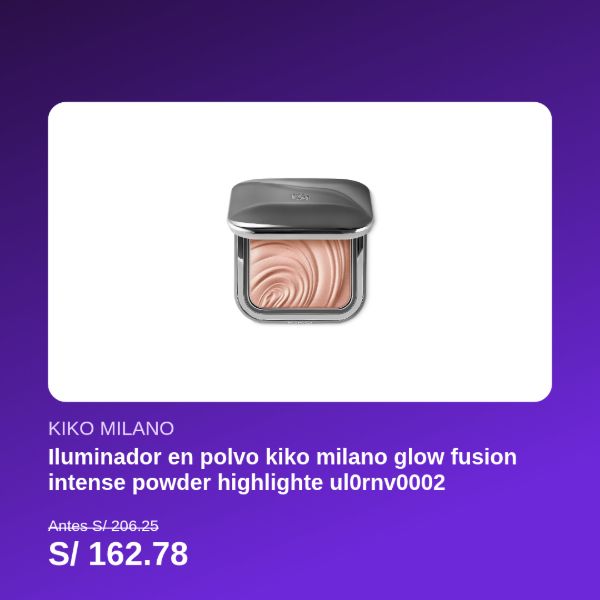 KIKO MILANO
Iluminador en polvo kiko milano glow fusion
intense powder highlighte ul0rnv0002
Antes S/ 206.25
S/ 162.78